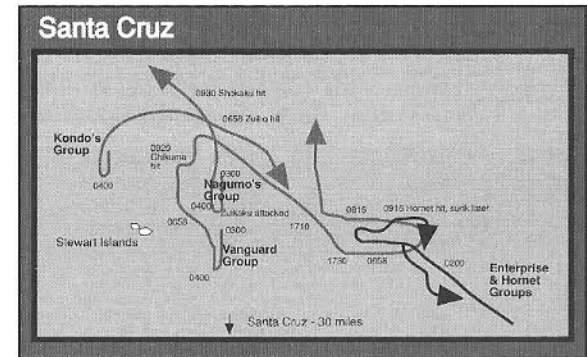 Santa Cruz
0930 Shokaku hit
0658 Zuiho hit
Kondo's
Group
0920
Chikuma
hit
0400
0300
Nagumo's
0400 Group
Zuikaku attocked
0658
0300
Stewart Islands
Vanguard
Group
0400
1710
0815
0915 Hornet hit, sunk later
1730
0658
0200
Enterprise
& Hornet
Groups
Santa Cruz - 30 miles